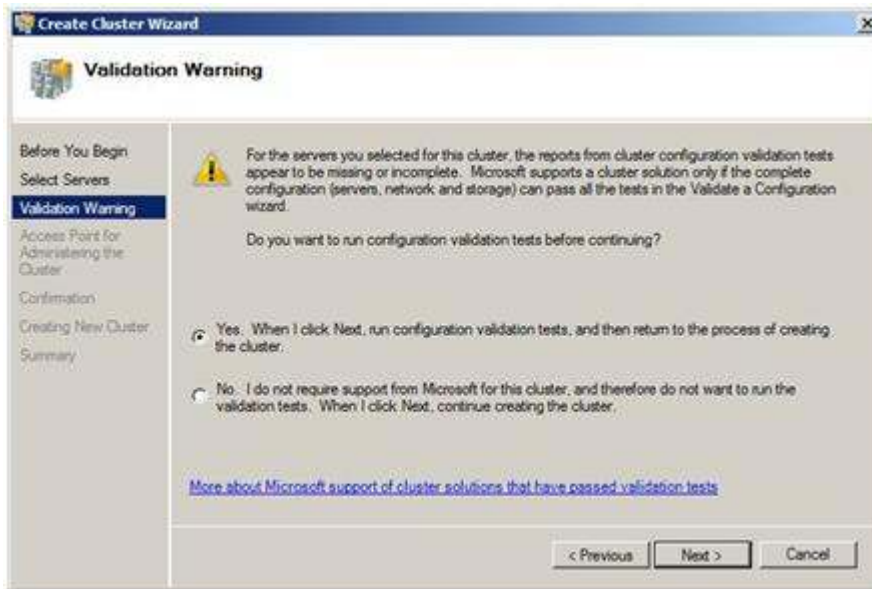 Create Cluster Wizard
Validation Warning
Before You Begin
Select Servers
Validation Warning
Access Point for
Administering the
Cluster
Confirmation
Creating New Cluster
Summary
For the servers you selected for this cluster, the reports from cluster configuration validation tests
appear to be missing or incomplete. Microsoft supports a cluster solution only if the complete
configuration (servers, network and storage) can pass all the tests in the Validate a Configuration
wizard.
Do you want to run configuration validation tests before continuing?
Yes. When I click Next, run configuration validation tests, and then return to the process of creating
the cluster.
No. I do not require support from Microsoft for this cluster, and therefore do not want to run the
validation tests. When I click Next, continue creating the cluster.
More about Microsoft support of cluster solutions that have passed validation tests
< Previous
Next >
Cancel